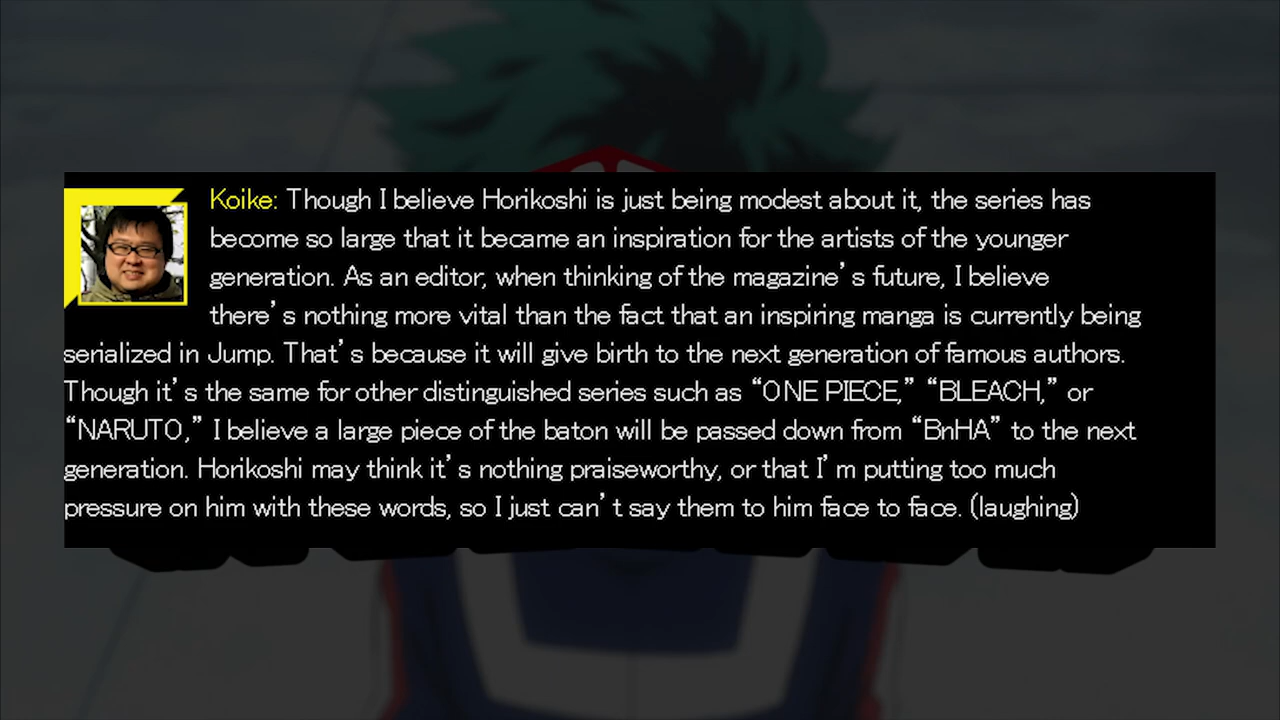 Koike: Though I believe Horikoshi is just being modest about it, the series has
become so large that it became an inspiration for the artists of the younger
generation. As an editor, when thinking of the magazine’s future, I believe
there’s nothing more vital than the fact that an inspiring manga is currently being
serialized in Jump. That’s because it will give birth to the next generation of famous authors.
Though it’s the same for other distinguished series such as “ONE PIECE,” “BLEACH,” or
“NARUTO,” I believe a large piece of the baton will be passed down from “BnHA” to the next
generation. Horikoshi may think it’s nothing praiseworthy, or that I’m putting too much
pressure on him with these words, so I just can’t say them to him face to face. (laughing)